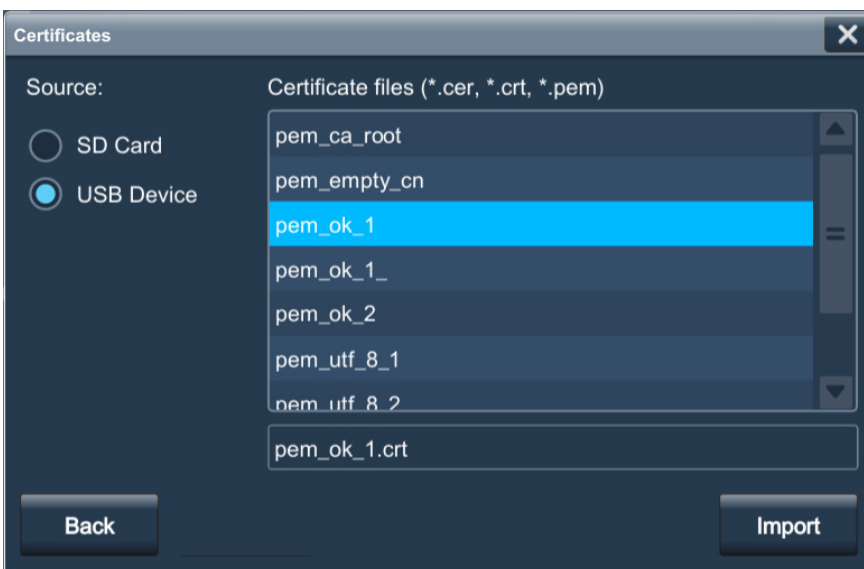 Certificates
Source:
Certificate files (*.cer, *.crt, *.pem)
SD Card
USB Device
pem_ca_root
pem_empty_cn
pem_ok_1
pem_ok_1_
pem_ok_2
pem_utf_8_1
pem_utf_8_2
pem_ok_1.crt
Back
Import